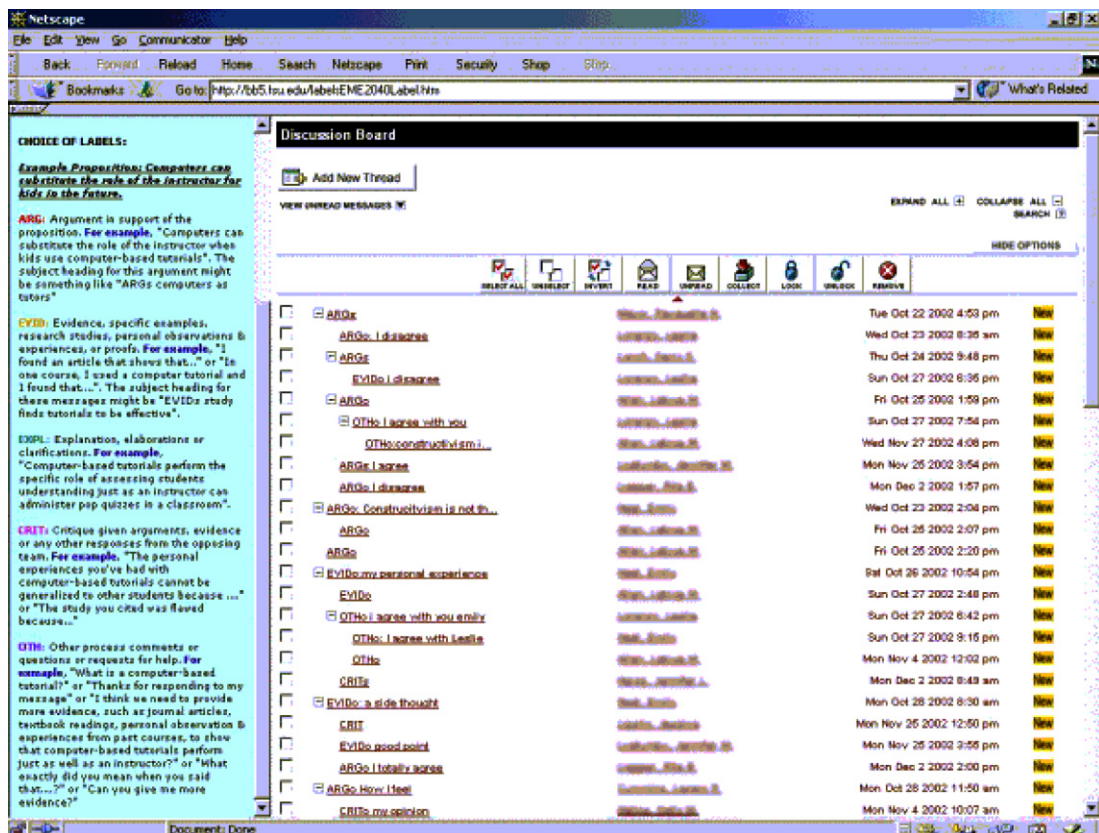 Netscape
File Edit View Go Communicator Help
Back Forward Reload Home Search Netscape Print Security Shop Stop
Bookmarks Go to: http://bb5.fsu.edu/labelsEME2040Label.htm What's Related
CHOICE OF LABELS:
Example Proposition: Computers can
substitute the role of the instructor for
kids in the future.
ARG: Argument in support of the
proposition. For example, "Computers can
substitute the role of the instructor when
kids use computer-based tutorials". The
subject heading for this argument might
be something like "ARGs computers as
tutors"
EVID: Evidence, specific examples,
research studies, personal observations &
experiences, or proofs. For example, "I
found an article that shows that..." or "In
one course, I used a computer tutorial and
I found that...". The subject heading for
these messages might be "EVIDs study
finds tutorials to be effective".
EXPL: Explanation, elaborations or
clarifications. For example,
"Computer-based tutorials perform the
specific role of assessing students
understanding just as an instructor can
administer pop quizzes in a classroom".
CRIT: Critique given arguments, evidence
or any other responses from the opposing
team. For example, "The personal
experiences you've had with
computer-based tutorials cannot be
generalized to other students because ..."
or "The study you cited was flawed
because..."
OTH: Other process comments or
questions or requests for help. For
exmaple, "What is a computer-based
tutorial?" or "Thanks for responding to my
message" or "I think we need to provide
more evidence, such as journal articles,
textbook readings, personal observation &
experiences from past courses, to show
that computer-based tutorials perform
just as well as an instructor?" or "What
exactly did you mean when you said
that...?" or "Can you give me more
evidence?"
Discussion Board
Add New Thread
VIEW UNREAD MESSAGES
EXPAND ALL COLLAPSE ALL
SEARCH
HIDE OPTIONS
SELECT ALL UNSELECT INVERT READ UNREAD COLLECT LOCK UNLOCK REMOVE
ARGs Tue Oct 22 2002 4:53 pm New
ARGo: I disagree Wed Oct 23 2002 8:35 am New
ARGs Thu Oct 24 2002 9:48 pm New
EVIDo i disagree Sun Oct 27 2002 6:35 pm New
ARGo Fri Oct 25 2002 1:59 pm New
OTHo I agree with you Sun Oct 27 2002 7:54 pm New
OTHo:constructivism i... Wed Nov 27 2002 4:08 pm New
ARGs I agree Mon Nov 25 2002 3:54 pm New
ARGo I disagree Mon Dec 2 2002 1:57 pm New
ARGo: Construcitvism is not th... Wed Oct 23 2002 2:04 pm New
ARGo Fri Oct 25 2002 2:07 pm New
ARGo Fri Oct 25 2002 2:20 pm New
EVIDo:my personal experience Sat Oct 26 2002 10:54 pm New
EVIDo Sun Oct 27 2002 2:48 pm New
OTHo i agree with you emily Sun Oct 27 2002 6:42 pm New
OTHo: I agree with Leslie Sun Oct 27 2002 9:15 pm New
OTHo Mon Nov 4 2002 12:02 pm New
CRITs Mon Dec 2 2002 8:49 am New
EVIDo: a side thought Mon Oct 28 2002 8:30 am New
CRIT Mon Nov 25 2002 12:50 pm New
EVIDo good point Mon Nov 25 2002 3:55 pm New
ARGo I totally agree Mon Dec 2 2002 2:00 pm New
ARGo How I feel Mon Oct 28 2002 11:50 am New
CRITo my opinion Mon Nov 4 2002 10:07 am New
Document: Done